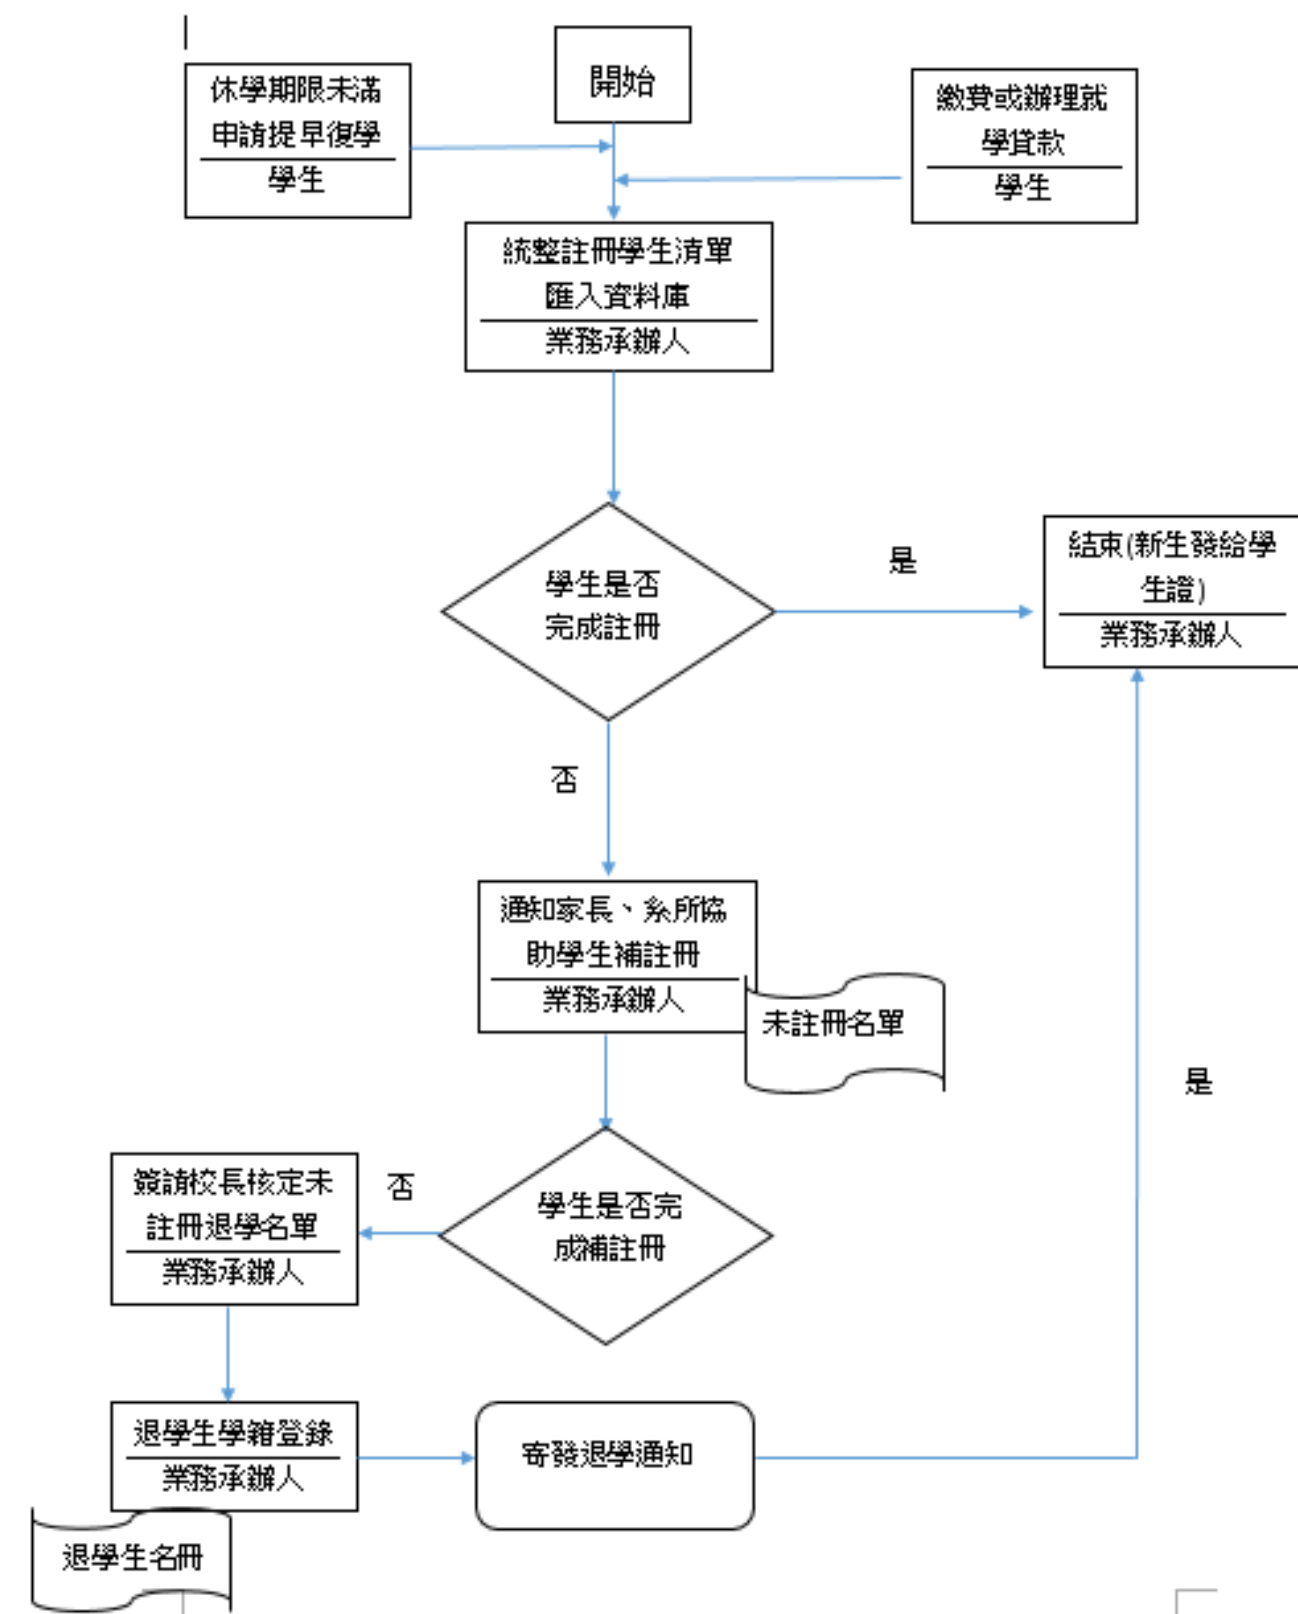 開始
休學期限未滿
申請提早復學
學生
繳費或辦理就
學貸款
學生
統整註冊學生清單
匯入資料庫
業務承辦人
學生是否
完成註冊
是
結束(新生發給學
生證)
業務承辦人
否
通知家長、系所協
助學生補註冊
業務承辦人
未註冊名單
是
學生是否完
成補註冊
否
簽請校長核定未
註冊退學名單
業務承辦人
退學生學籍登錄
業務承辦人
寄發退學通知
退學生名冊